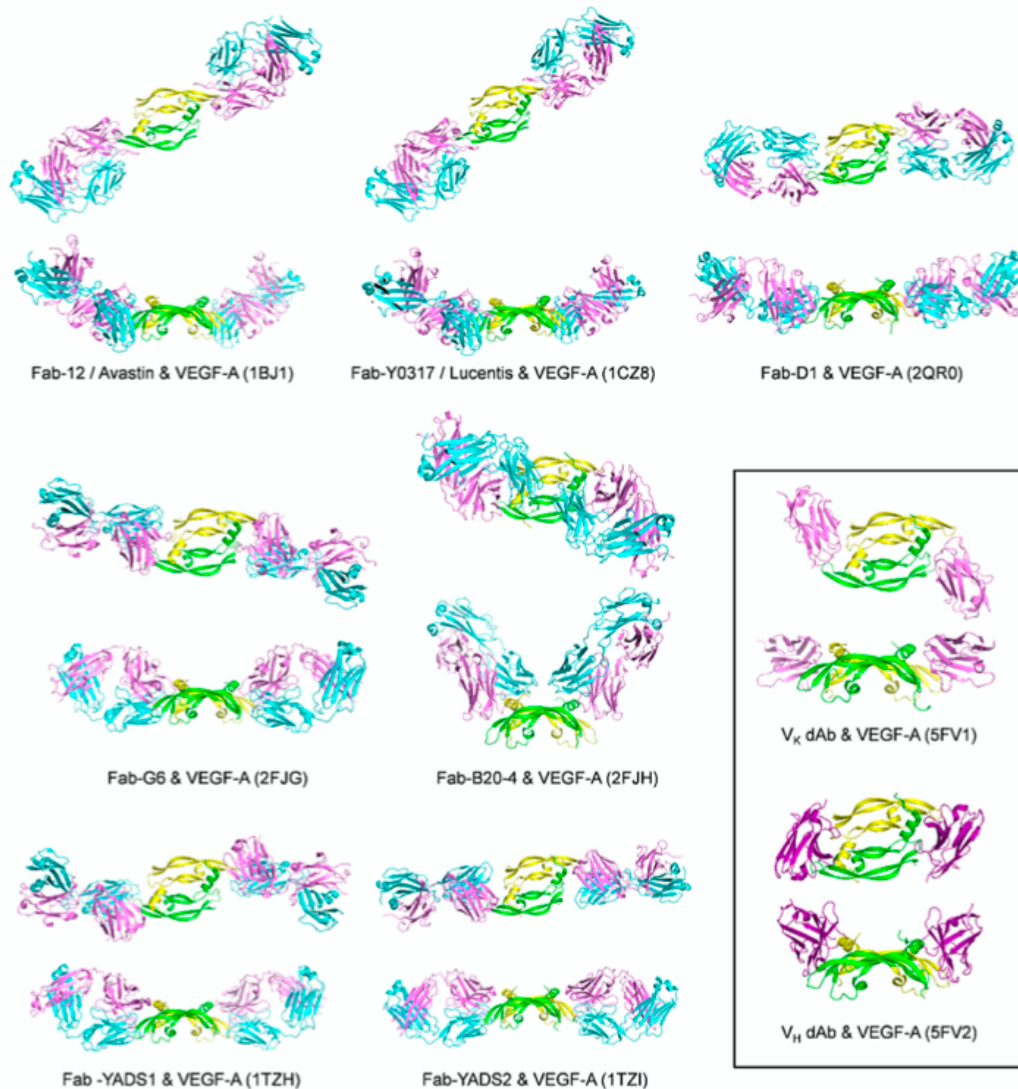 Fab-12 / Avastin & VEGF-A (1BJ1)
Fab-Y0317 / Lucentis & VEGF-A (1CZ8)
Fab-D1 & VEGF-A (2QR0)
Fab-G6 & VEGF-A (2FJG)
Fab-B20-4 & VEGF-A (2FJH)
VK dAb & VEGF-A (5FV1)
VH dAb & VEGF-A (5FV2)
Fab -YADS1 & VEGF-A (1TZH)
Fab-YADS2 & VEGF-A (1TZI)